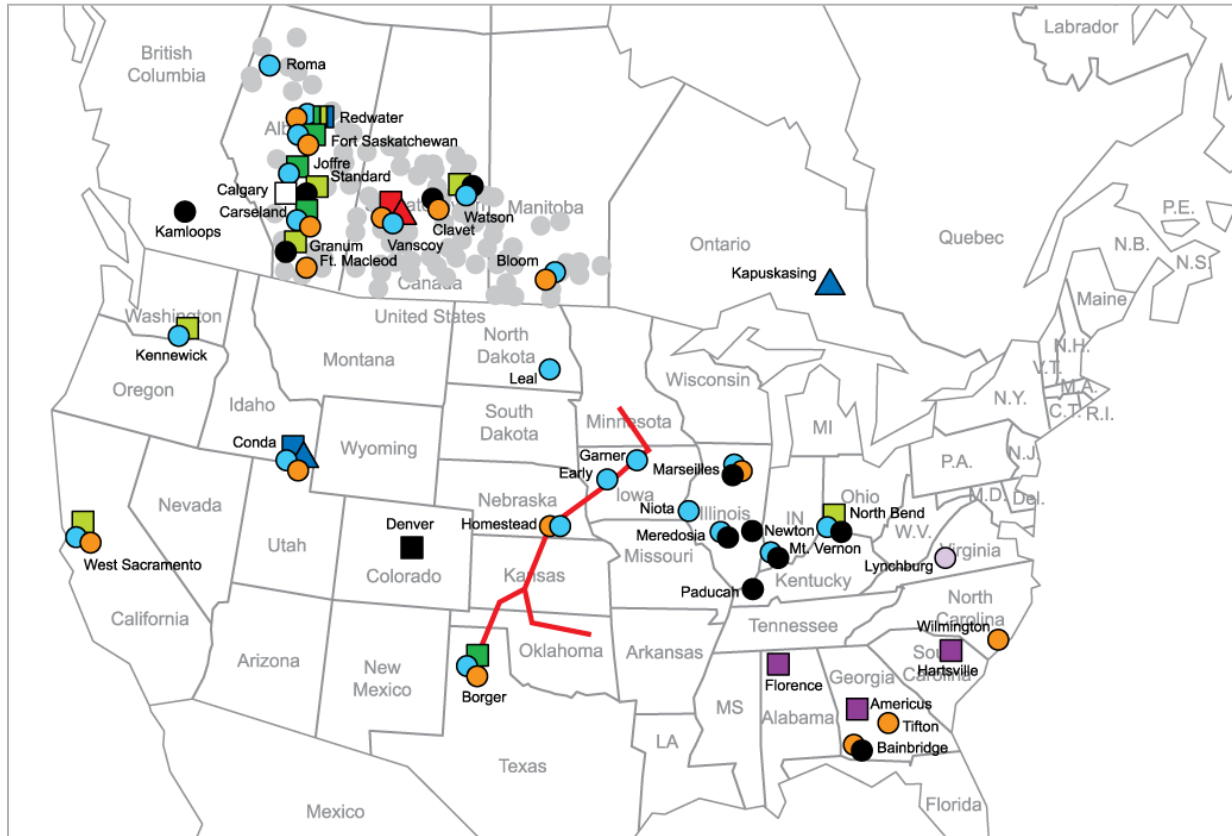 Labrador
British
Columbia
Roma
Redwater
Fort Saskatchewan
Joffre
Standard
Calgary
Carseland
Kamloops
Granum
Ft. Macleod
Watson
Clavet
Vanscoy
Manitoba
Bloom
Canada
United States
Ontario
Kapuskasing
Quebec
P.E.
N.B.
N.S.
Maine
Washington
Kennewick
Oregon
Montana
North
Dakota
Leal
Wisconsin
N.H.
V.T.
M.A.
C.T.
R.I.
N.Y.
MI
Idaho
Conda
Wyoming
South
Dakota
Minnesota
Garner
Early
Iowa
Marseilles
P.A.
N.J.
M.D.
Del.
Nevada
Nebraska
Homestead
Niota
Illinois
Meredosia
Newton
IN
Ohio
North Bend
Mt. Vernon
W.V.
Virginia
Lynchburg
West Sacramento
Utah
Denver
Colorado
Kansas
Missouri
Kentucky
Paducah
California
Tennessee
North
Carolina
Wilmington
Arizona
New
Mexico
Oklahoma
Arkansas
Borger
South
Carolina
Hartsville
Florence
Georgia
Americus
Tifton
Bainbridge
MS
Alabama
LA
Texas
Mexico
Florida